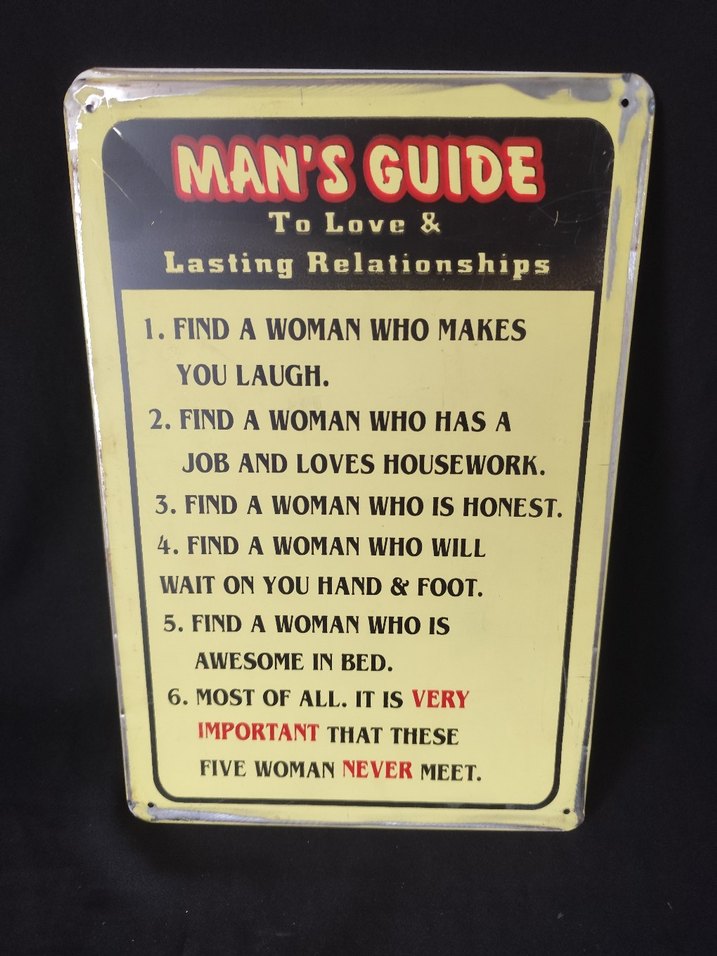 MAN'S GUIDE
To Love &
Lasting Relationships
1. FIND A WOMAN WHO MAKES
YOU LAUGH.
2. FIND A WOMAN WHO HAS A
JOB AND LOVES HOUSEWORK.
3. FIND A WOMAN WHO IS HONEST.
4. FIND A WOMAN WHO WILL
WAIT ON YOU HAND & FOOT.
5. FIND A WOMAN WHO IS
AWESOME IN BED.
6. MOST OF ALL. IT IS VERY
IMPORTANT THAT THESE
FIVE WOMAN NEVER MEET.